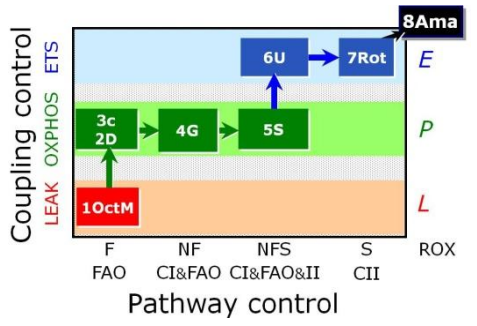 8Ama
ETS
6U
7Rot
E
Coupling control
OXPHOS
3c
2D
4G
5S
P
LEAK
1OctM
L
F NF NFS S ROX
FAO CI&FAO CI&FAO&II CII
Pathway control